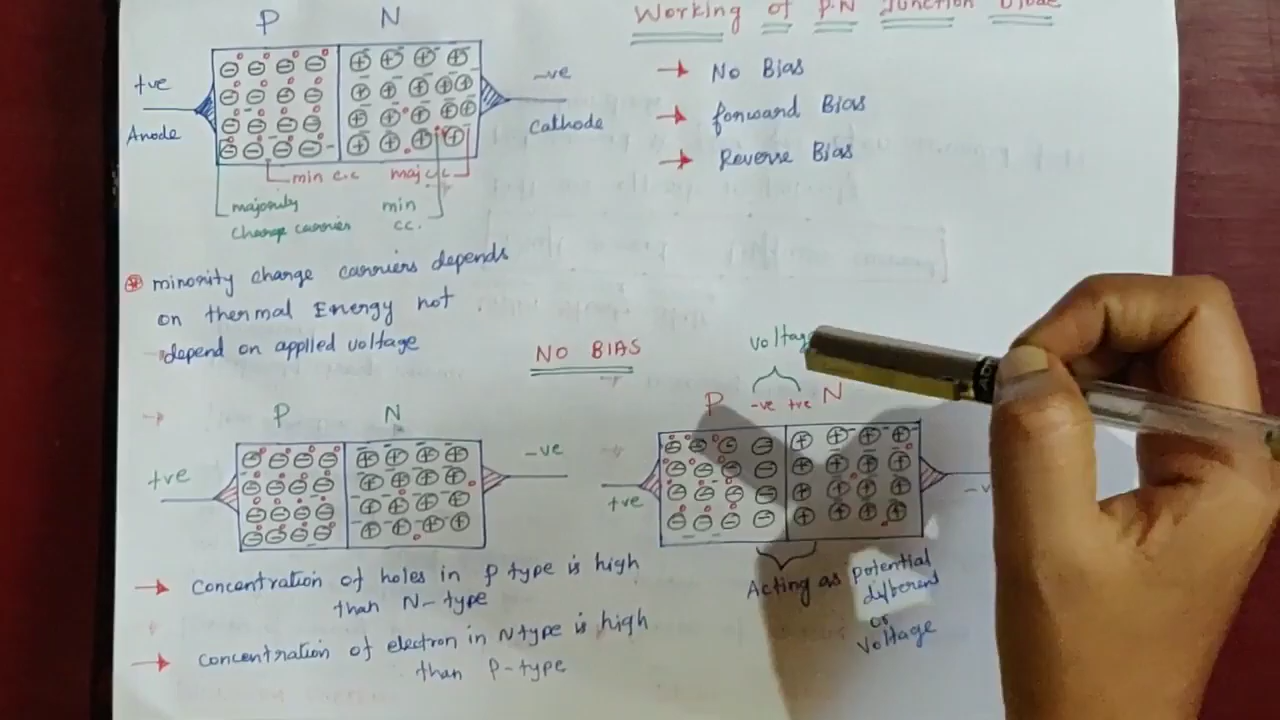 P N
Working of P-N Junction Diode
+ve
Anode
-ve
Cathode
→ No Bias
→ forward Bias
→ Reverse Bias
min c.c maj c.c
majority
charge carrier
min
cc.
minority charge carriers depends
on thermal Energy not
depend on applied voltage
NO BIAS
P N
+ve
-ve
voltage
P -ve +ve N
+ve
Acting as potential
different
or
voltage
→ Concentration of holes in P type is high
than N-type
→ Concentration of electron in N type is high
than P-type